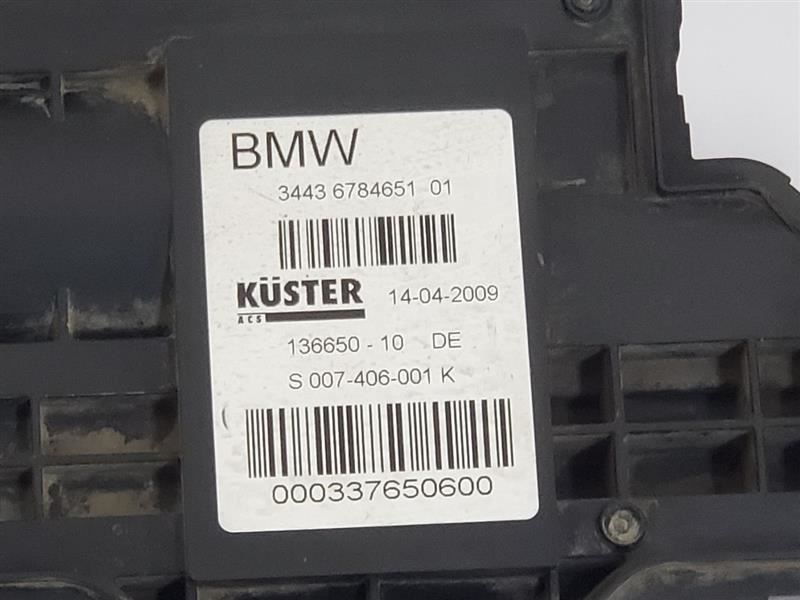 BMW
3443 6784651 01
KÜSTER 14-04-2009
ACS
136650 - 10 DE
S 007-406-001 K
000337650600